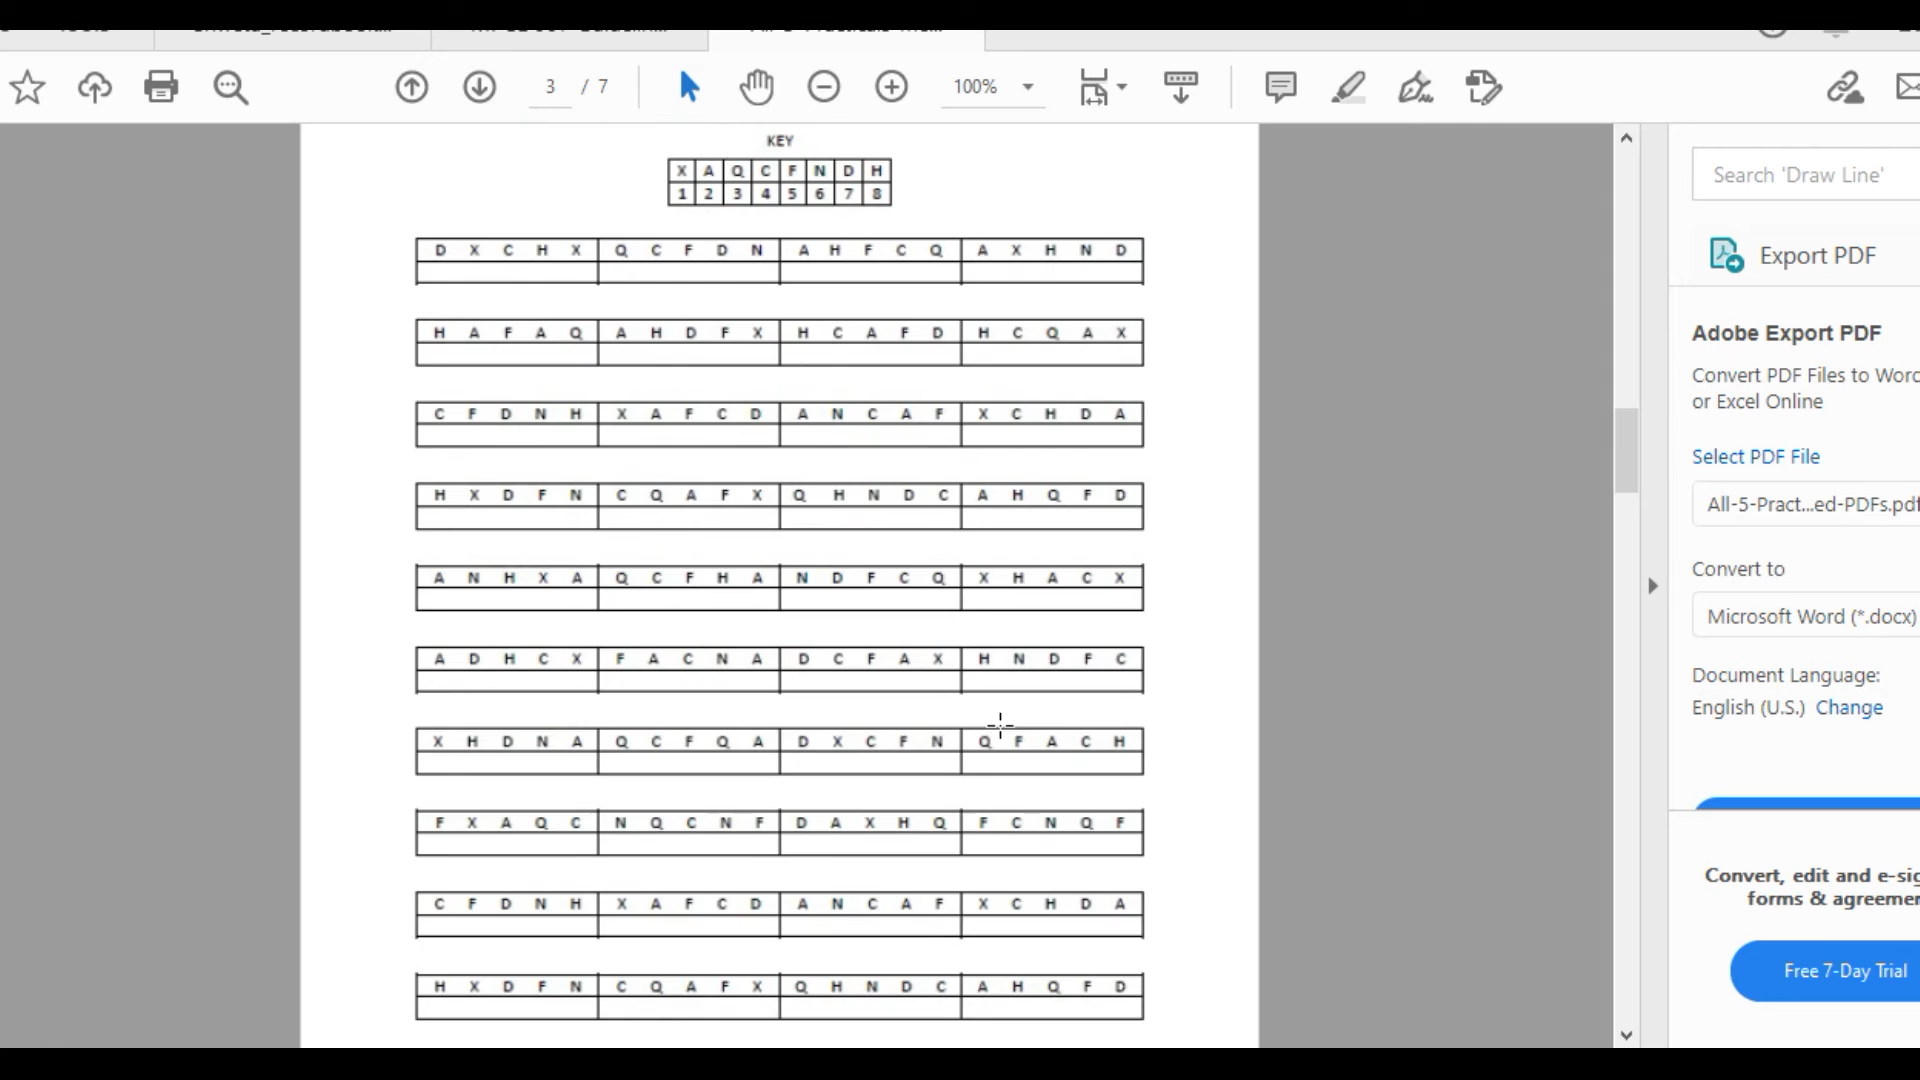 3 / 7
100%
KEY
X A Q C F N D H
1 2 3 4 5 6 7 8
D X C H X Q C F D N A H F C Q A X H N D
H A F A Q A H D F X H C A F D H C Q A X
C F D N H X A F C D A N C A F X C H D A
H X D F N C Q A F X Q H N D C A H Q F D
A N H X A Q C F H A N D F C Q X H A C X
A D H C X F A C N A D C F A X H N D F C
X H D N A Q C F Q A D X C F N Q F A C H
F X A Q C N Q C N F D A X H Q F C N Q F
C F D N H X A F C D A N C A F X C H D A
H X D F N C Q A F X Q H N D C A H Q F D
Search 'Draw Line'
Export PDF
Adobe Export PDF
Convert PDF Files to Word
or Excel Online
Select PDF File
All-5-Pract...ed-PDFs.pdf
Convert to
Microsoft Word (*.docx)
Document Language:
English (U.S.) Change
Convert, edit and e-sig
forms & agreemen
Free 7-Day Trial